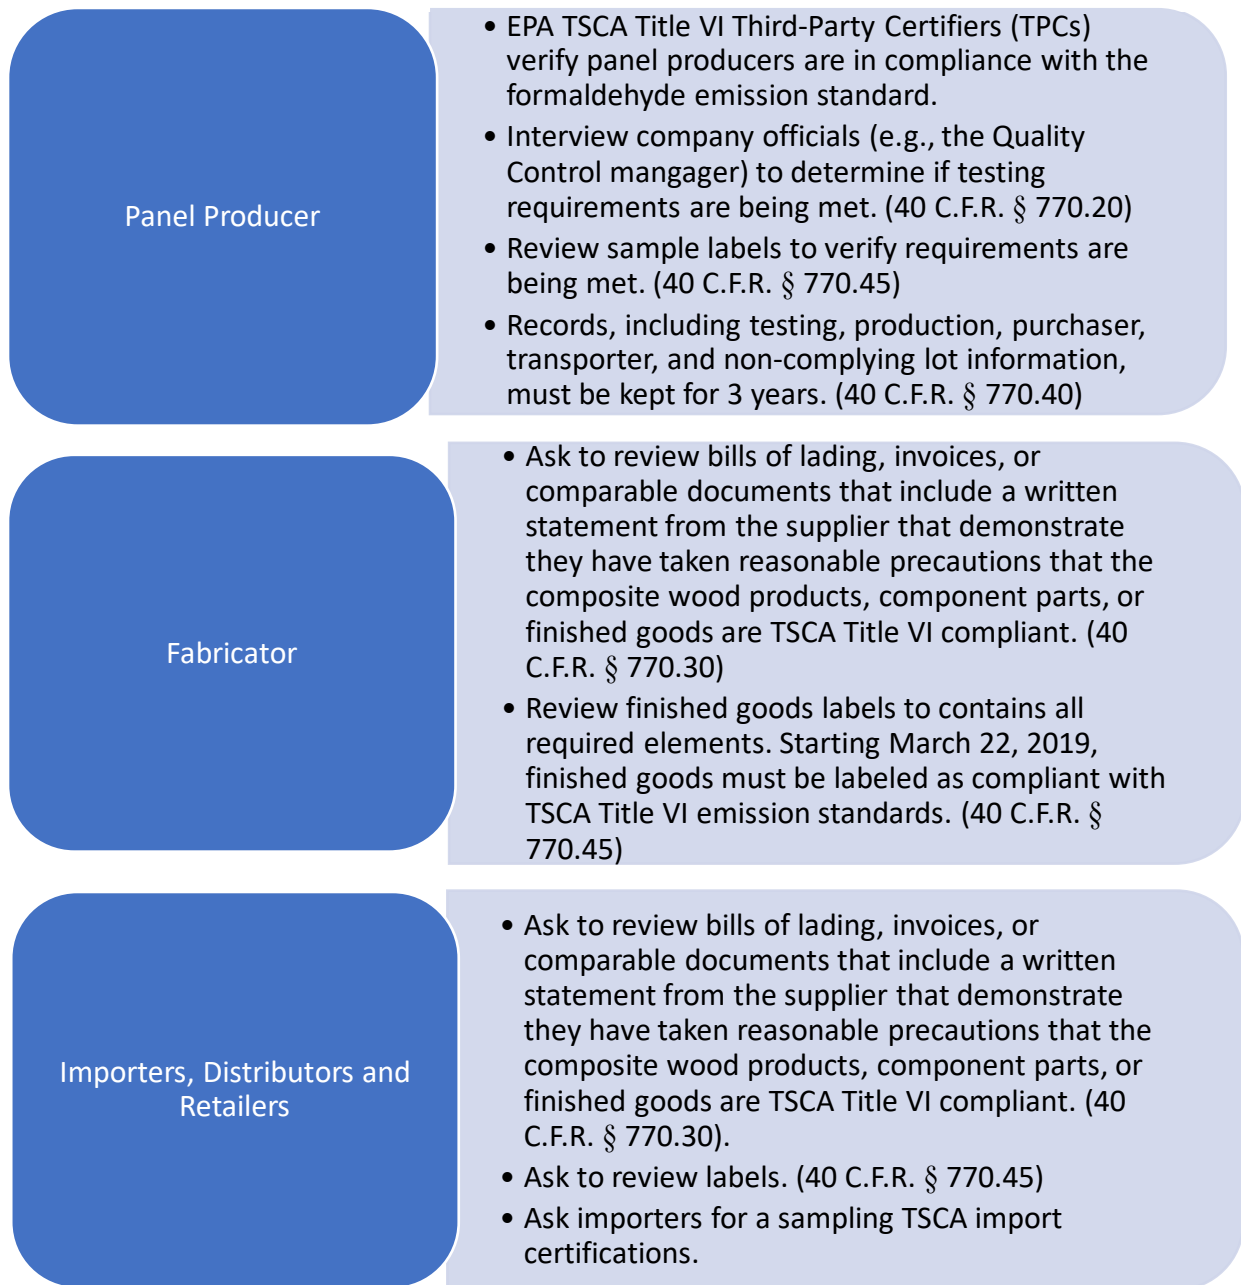 Panel Producer
• EPA TSCA Title VI Third-Party Certifiers (TPCs)
verify panel producers are in compliance with the
formaldehyde emission standard.
• Interview company officials (e.g., the Quality
Control mangager) to determine if testing
requirements are being met. (40 C.F.R. § 770.20)
• Review sample labels to verify requirements are
being met. (40 C.F.R. § 770.45)
• Records, including testing, production, purchaser,
transporter, and non-complying lot information,
must be kept for 3 years. (40 C.F.R. § 770.40)
Fabricator
• Ask to review bills of lading, invoices, or
comparable documents that include a written
statement from the supplier that demonstrate
they have taken reasonable precautions that the
composite wood products, component parts, or
finished goods are TSCA Title VI compliant. (40
C.F.R. § 770.30)
• Review finished goods labels to contains all
required elements. Starting March 22, 2019,
finished goods must be labeled as compliant with
TSCA Title VI emission standards. (40 C.F.R. §
770.45)
Importers, Distributors and
Retailers
• Ask to review bills of lading, invoices, or
comparable documents that include a written
statement from the supplier that demonstrate
they have taken reasonable precautions that the
composite wood products, component parts, or
finished goods are TSCA Title VI compliant. (40
C.F.R. § 770.30).
• Ask to review labels. (40 C.F.R. § 770.45)
• Ask importers for a sampling TSCA import
certifications.